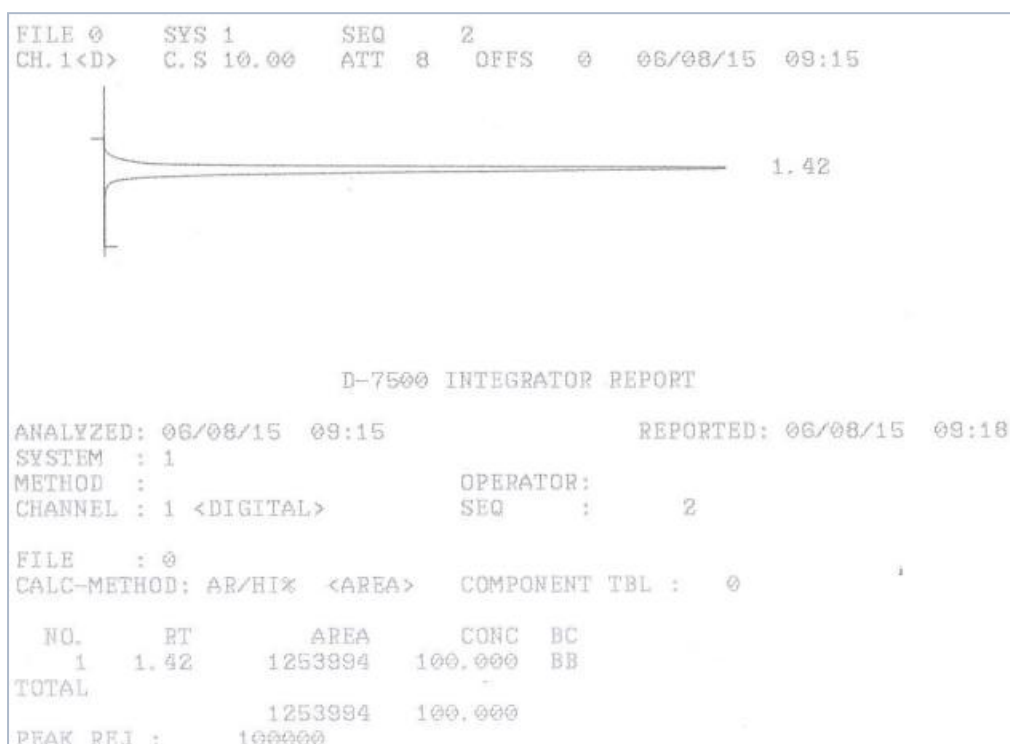 FILE 0 SYS 1 SEQ 2
CH. 1<D> C.S 10.00 ATT 8 OFFS 0 06/08/15 09:15
1.42
D-7500 INTEGRATOR REPORT
ANALYZED: 06/08/15 09:15 REPORTED: 06/08/15 09:18
SYSTEM : 1
METHOD : OPERATOR:
CHANNEL : 1 <DIGITAL> SEQ : 2
FILE : 0
CALC-METHOD: AR/HI% <AREA> COMPONENT TBL : 0
NO. RT AREA CONC BC
1 1.42 1253994 100.000 BB
TOTAL
1253994 100.000
PEAK REJ : 100000